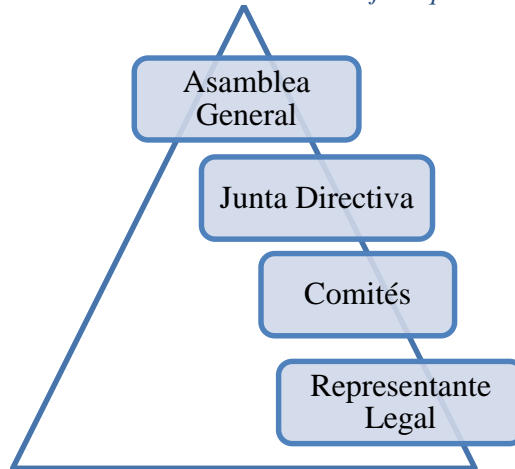 Asamblea
General
Junta Directiva
Comités
Representante
Legal